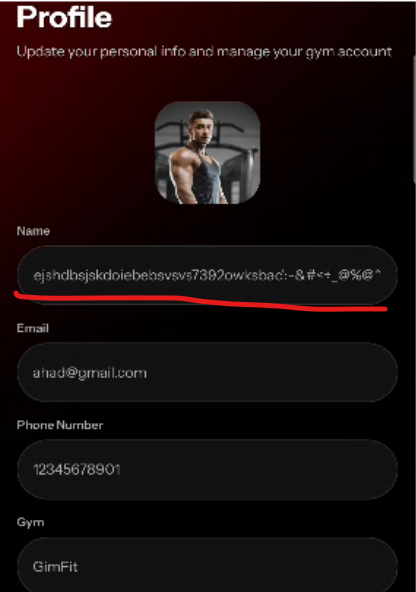 Profile
Update your personal info and manage your gym account
Name
ejshdbsjskdoiebebsvsvs7392owksbac':-&#<+_@%@^
Email
ahad@gmail.com
Phone Number
12345678901
Gym
GimFit